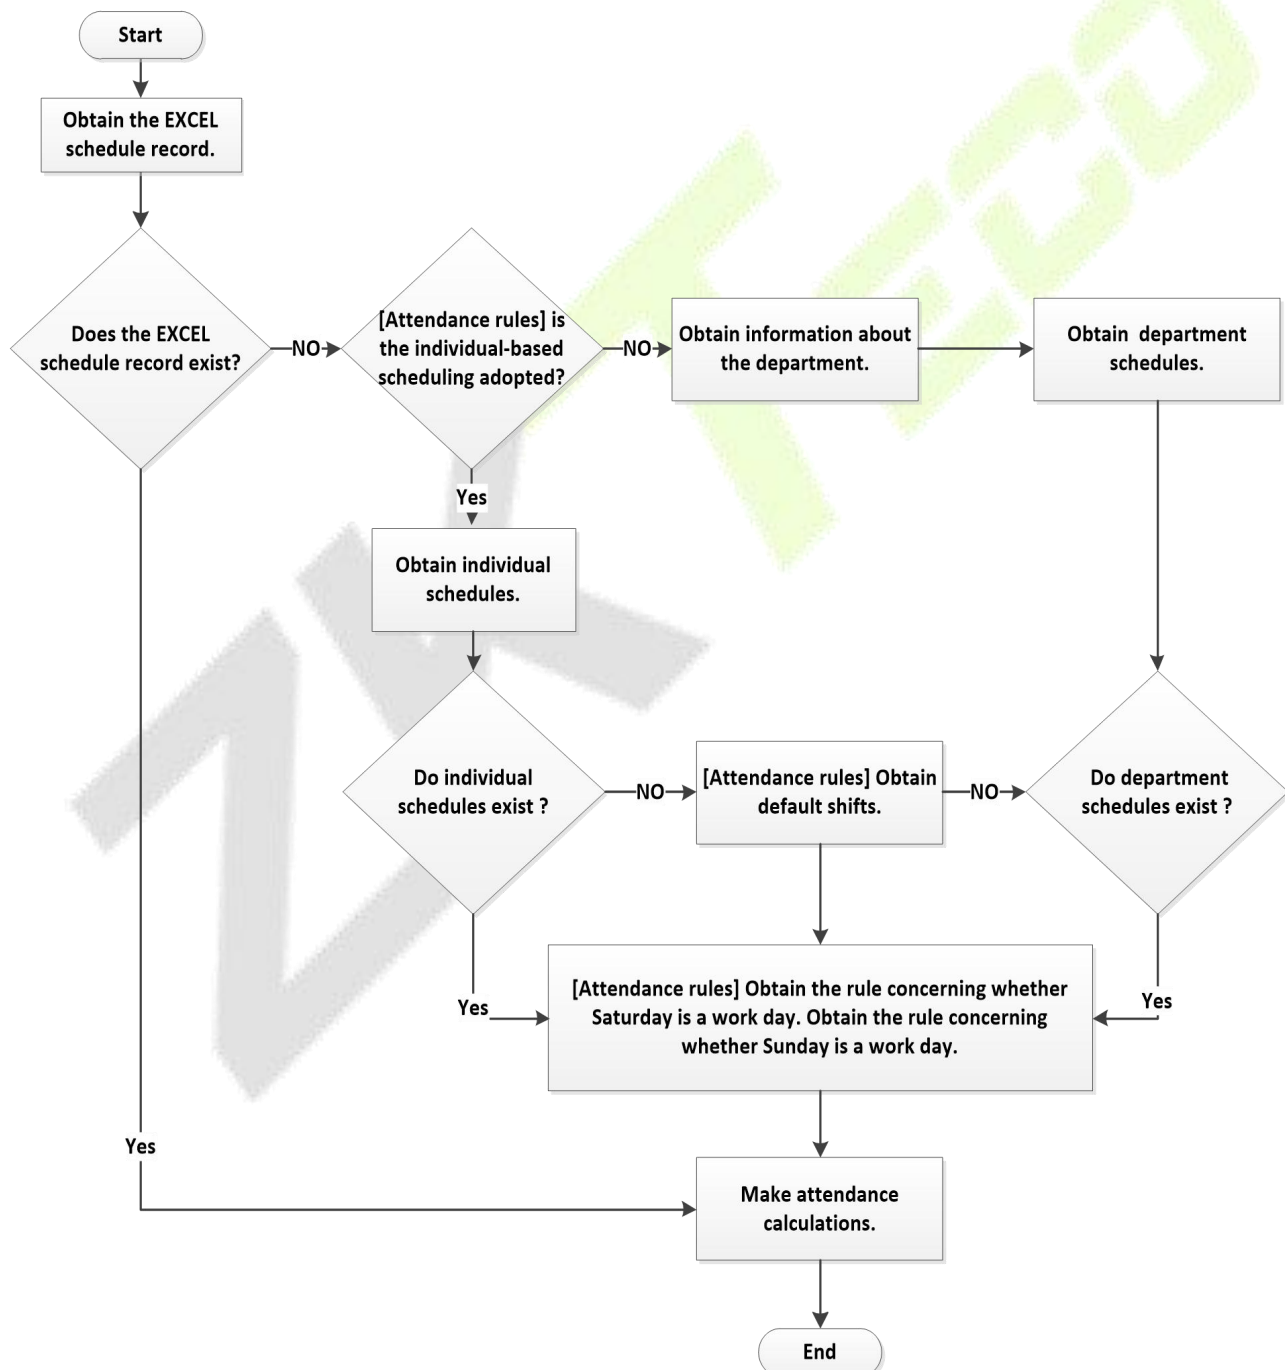 Start
Obtain the EXCEL
schedule record.
Does the EXCEL
schedule record exist?
NO
[Attendance rules] is
the individual-based
scheduling adopted?
NO
Obtain information about
the department.
Obtain department
schedules.
Yes
Obtain individual
schedules.
Do individual
schedules exist ?
NO
[Attendance rules] Obtain
default shifts.
NO
Do department
schedules exist ?
Yes
[Attendance rules] Obtain the rule concerning whether
Saturday is a work day. Obtain the rule concerning
whether Sunday is a work day.
Yes
Yes
Make attendance
calculations.
End
ZKTECO